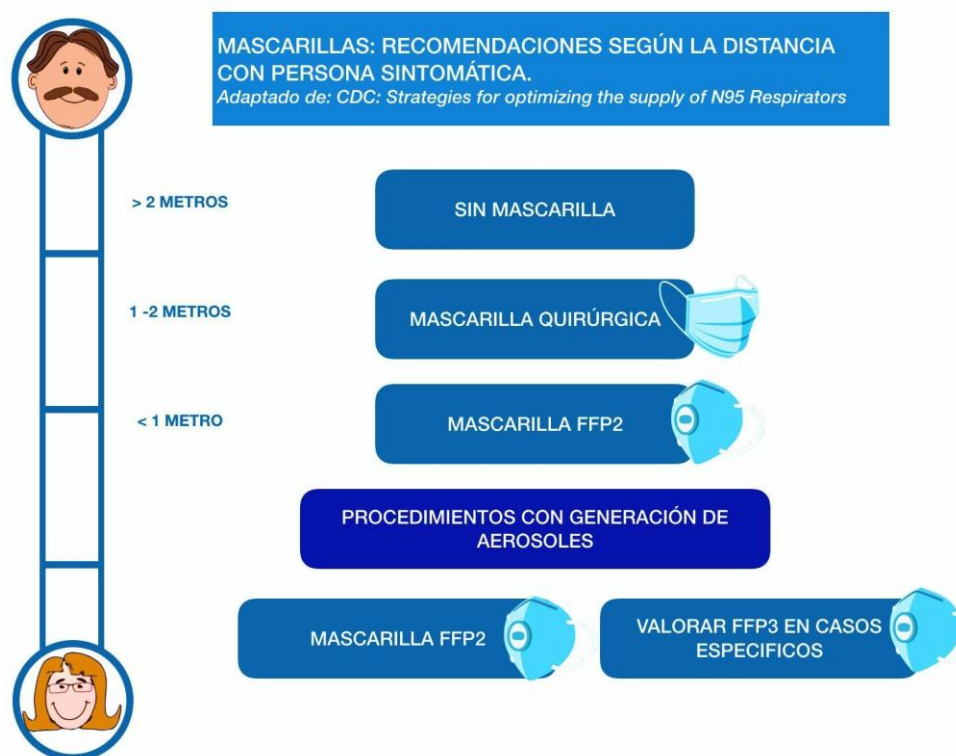 MASCARILLAS: RECOMENDACIONES SEGÚN LA DISTANCIA
CON PERSONA SINTOMÁTICA.
Adaptado de: CDC: Strategies for optimizing the supply of N95 Respirators
> 2 METROS
SIN MASCARILLA
1 -2 METROS
MASCARILLA QUIRÚRGICA
< 1 METRO
MASCARILLA FFP2
PROCEDIMIENTOS CON GENERACIÓN DE
AEROSOLES
MASCARILLA FFP2
VALORAR FFP3 EN CASOS
ESPECIFICOS